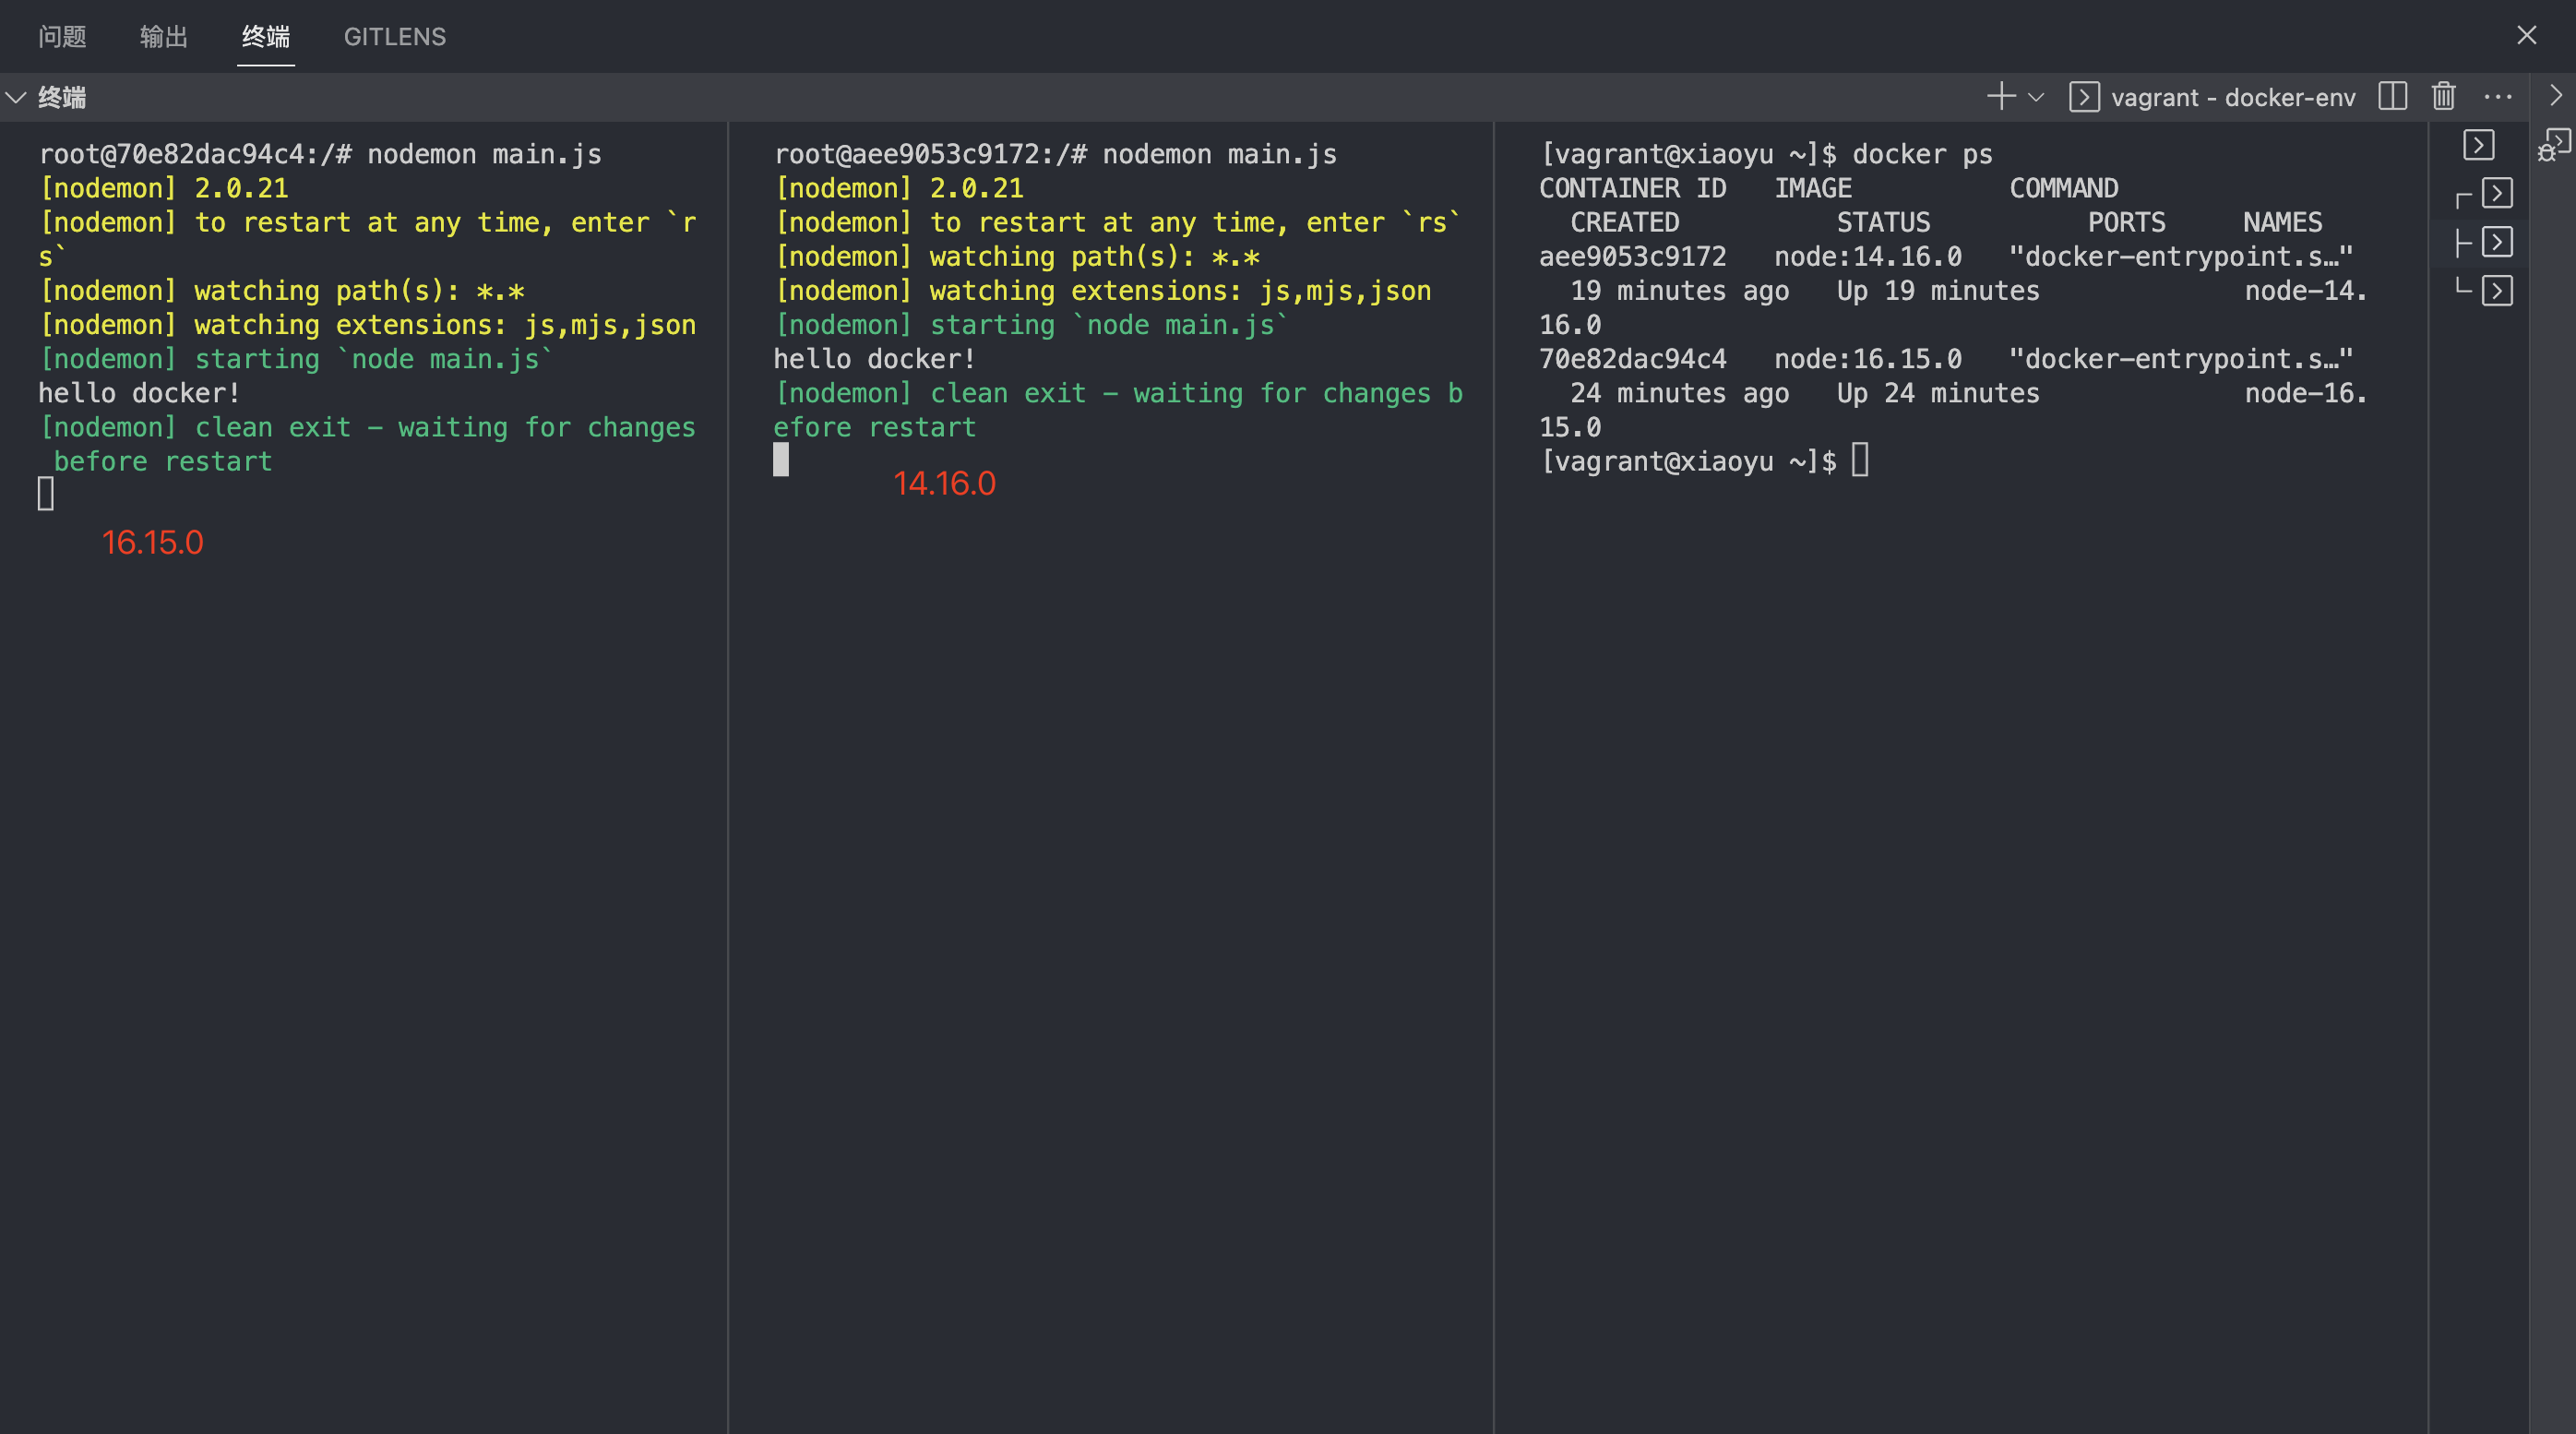 问题 输出 终端 GITLENS
终端
vagrant - docker-env
root@70e82dac94c4:/# nodemon main.js
[nodemon] 2.0.21
[nodemon] to restart at any time, enter `r
s`
[nodemon] watching path(s): *.*
[nodemon] watching extensions: js,mjs,json
[nodemon] starting `node main.js`
hello docker!
[nodemon] clean exit - waiting for changes
before restart
16.15.0
root@aee9053c9172:/# nodemon main.js
[nodemon] 2.0.21
[nodemon] to restart at any time, enter `rs`
[nodemon] watching path(s): *.*
[nodemon] watching extensions: js,mjs,json
[nodemon] starting `node main.js`
hello docker!
[nodemon] clean exit - waiting for changes b
efore restart
14.16.0
[vagrant@xiaoyu ~]$ docker ps
CONTAINER ID IMAGE COMMAND
CREATED STATUS PORTS NAMES
aee9053c9172 node:14.16.0 "docker-entrypoint.s…"
19 minutes ago Up 19 minutes node-14.
16.0
70e82dac94c4 node:16.15.0 "docker-entrypoint.s…"
24 minutes ago Up 24 minutes node-16.
15.0
[vagrant@xiaoyu ~]$